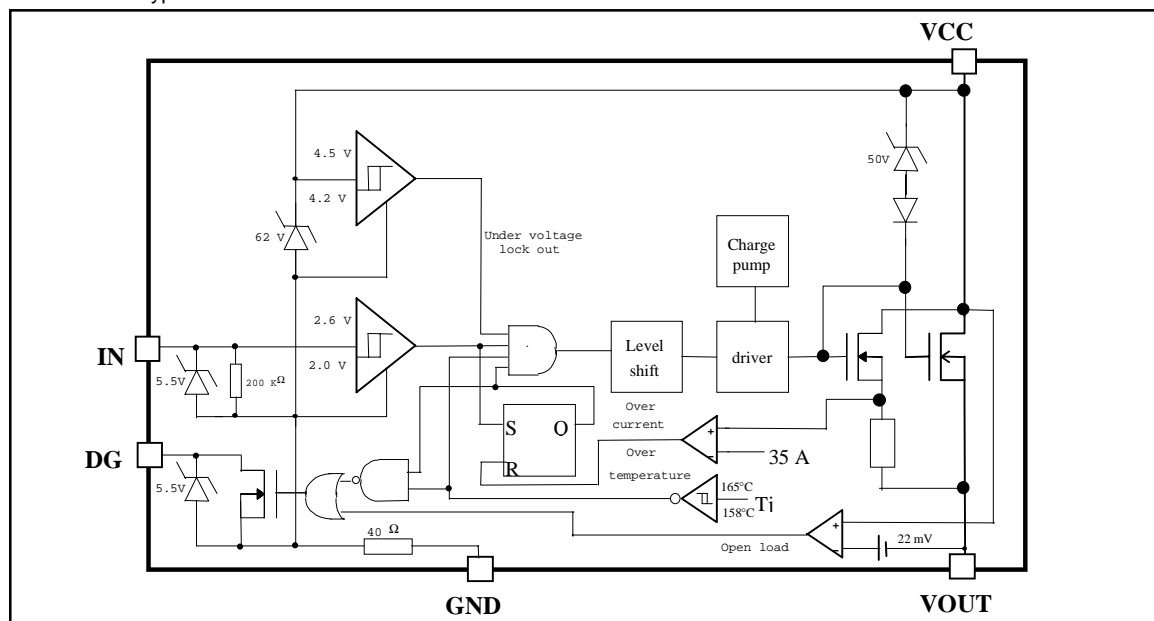 VCC
4.5 V
4.2 V
62 V
50V
Under voltage
lock out
Charge
pump
2.6 V
2.0 V
IN
5.5V
200 KΩ
Level
shift
driver
S
O
R
Over
current
Over
temperature
+
-
35 A
DG
5.5V
165°C
158°C
Tj
40 Ω
Open load
+
-
22 mV
GND
VOUT